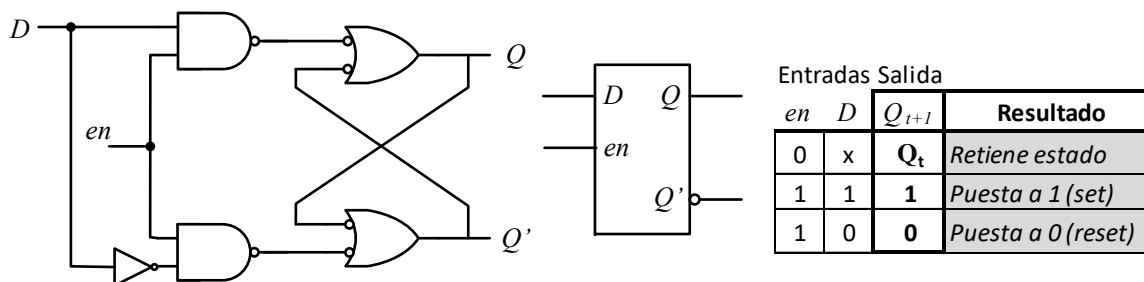 D
en
Q
Q'
D Q
en
Q'
Entradas Salida
en D Q t+1 Resultado
0 x Qt Retiene estado
1 1 1 Puesta a 1 (set)
1 0 0 Puesta a 0 (reset)